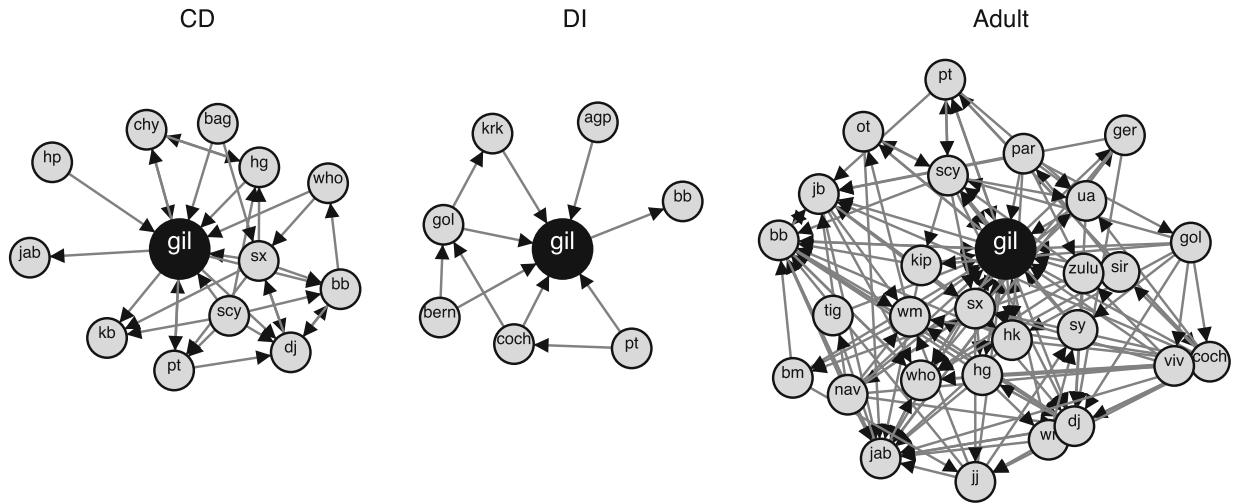 CD
DI
Adult
chy
bag
hp
hg
who
gil
jab
sx
bb
scy
kb
pt
dj
krk
agp
bb
gol
gil
bern
coch
pt
pt
ot
par
ger
scy
jb
ua
bb
gil
gol
kip
zulu
sir
tig
wm
sx
sy
hk
bm
nav
who
hg
viv
coch
dj
jab
jj